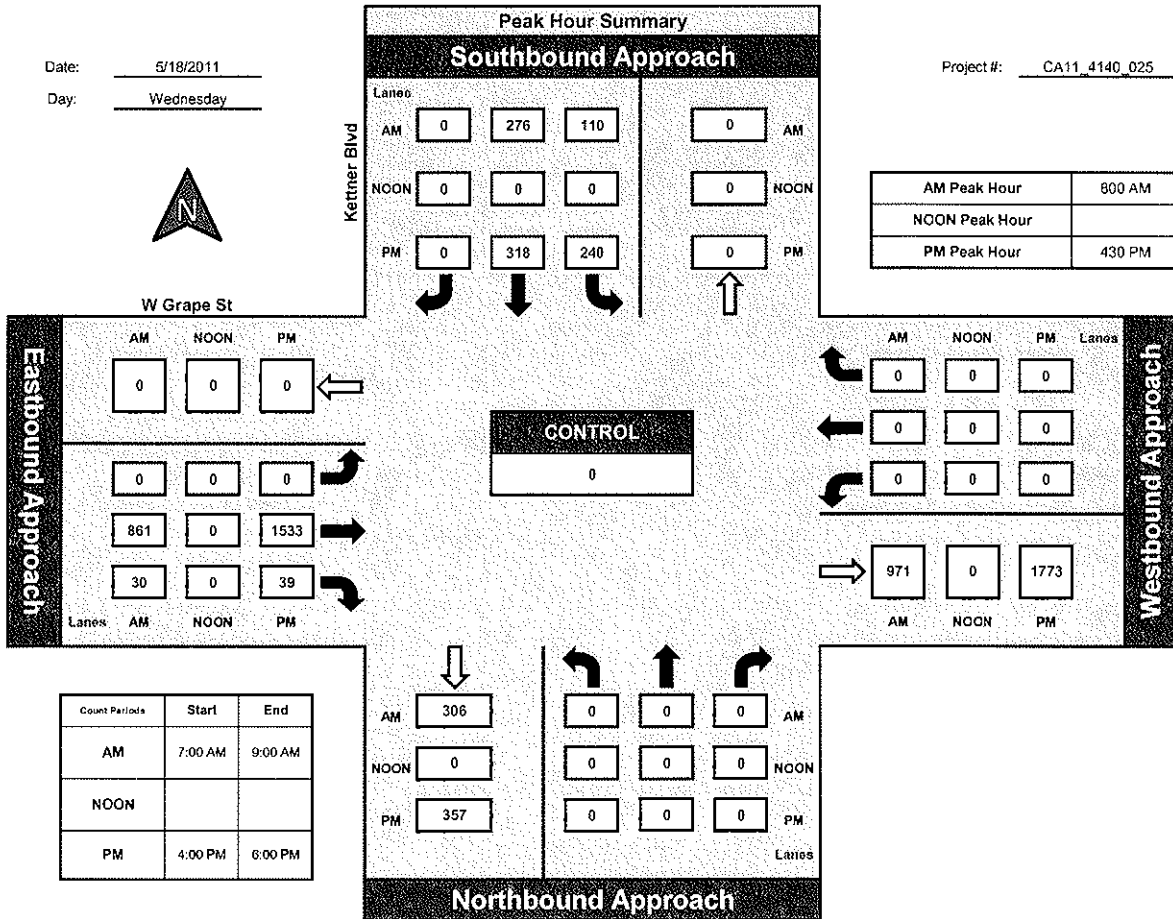 Peak Hour Summary
Southbound Approach
Date: 5/18/2011
Day: Wednesday
Project #: CA11_4140_025
N
Kettner Blvd
Lanes
AM 0 276 110 0 AM
NOON 0 0 0 0 NOON
PM 0 318 240 0 PM
AM Peak Hour 800 AM
NOON Peak Hour
PM Peak Hour 430 PM
W Grape St
Eastbound Approach
AM NOON PM
0 0 0
0 0 0
861 0 1533
30 0 39
Lanes AM NOON PM
CONTROL
0
Westbound Approach
AM NOON PM Lanes
0 0 0
0 0 0
0 0 0
971 0 1773
AM NOON PM
Count Periods Start End
AM 7:00 AM 9:00 AM
NOON
PM 4:00 PM 6:00 PM
AM 306 0 0 0 AM
NOON 0 0 0 0 NOON
PM 357 0 0 0 PM
Lanes
Northbound Approach